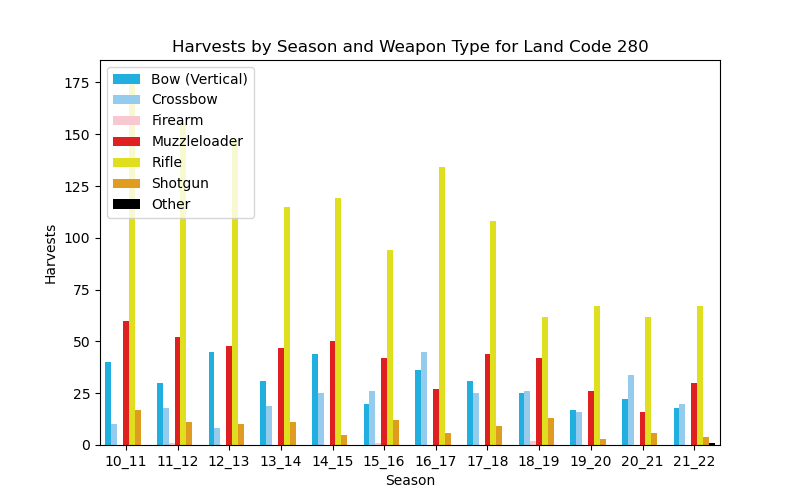 Harvests by Season and Weapon Type for Land Code 280
175
150
125
100
75
50
25
0
Harvests
Bow (Vertical)
Crossbow
Firearm
Muzzleloader
Rifle
Shotgun
Other
10_11 11_12 12_13 13_14 14_15 15_16 16_17 17_18 18_19 19_20 20_21 21_22
Season